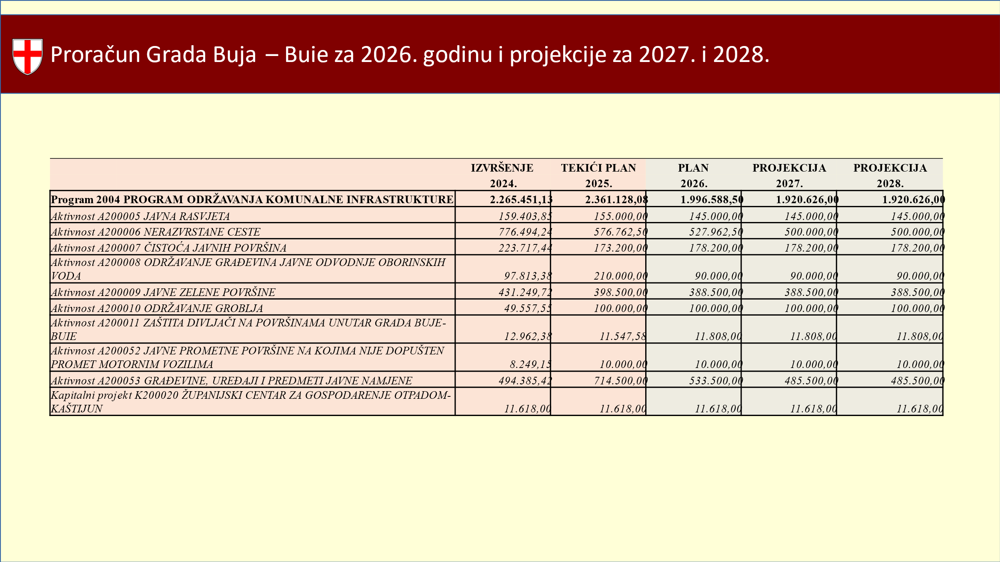 Proračun Grada Buja – Buie za 2026. godinu i projekcije za 2027. i 2028.
IZVRŠENJE TEKIĆI PLAN PLAN PROJEKCIJA PROJEKCIJA
2024. 2025. 2026. 2027. 2028.
Program 2004 PROGRAM ODRŽAVANJA KOMUNALNE INFRASTRUKTURE 2.265.451,13 2.361.128,08 1.996.588,50 1.920.626,00 1.920.626,00
Aktivnost A200005 JAVNA RASVJETA 159.403,85 155.000,00 145.000,00 145.000,00 145.000,00
Aktivnost A200006 NERAZVRSTANE CESTE 776.494,24 576.762,50 527.962,50 500.000,00 500.000,00
Aktivnost A200007 ČISTOĆA JAVNIH POVRŠINA 223.717,44 173.200,00 178.200,00 178.200,00 178.200,00
Aktivnost A200008 ODRŽAVANJE GRAĐEVINA JAVNE ODVODNJE OBORINSKIH
VODA 97.813,38 210.000,00 90.000,00 90.000,00 90.000,00
Aktivnost A200009 JAVNE ZELENE POVRŠINE 431.249,72 398.500,00 388.500,00 388.500,00 388.500,00
Aktivnost A200010 ODRŽAVANJE GROBLJA 49.557,55 100.000,00 100.000,00 100.000,00 100.000,00
Aktivnost A200011 ZAŠTITA DIVLJAČI NA POVRŠINAMA UNUTAR GRADA BUJE-
BUIE 12.962,38 11.547,58 11.808,00 11.808,00 11.808,00
Aktivnost A200052 JAVNE PROMETNE POVRŠINE NA KOJIMA NIJE DOPUŠTEN
PROMET MOTORNIM VOZILIMA 8.249,15 10.000,00 10.000,00 10.000,00 10.000,00
Aktivnost A200053 GRAĐEVINE, UREĐAJI I PREDMETI JAVNE NAMJENE 494.385,42 714.500,00 533.500,00 485.500,00 485.500,00
Kapitalni projekt K200020 ŽUPANIJSKI CENTAR ZA GOSPODARENJE OTPADOM-
KAŠTIJUN 11.618,00 11.618,00 11.618,00 11.618,00 11.618,00